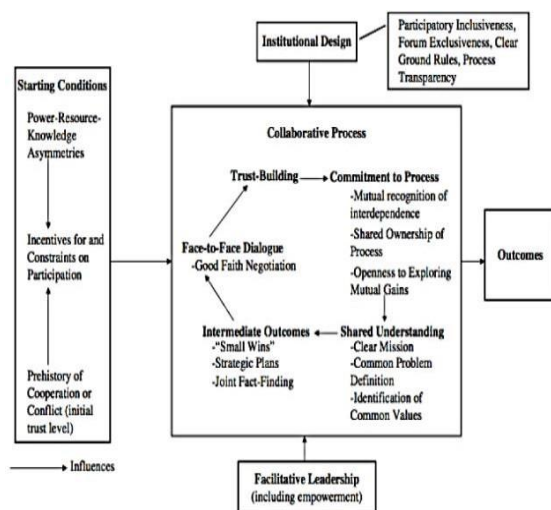 Institutional Design
Participatory Inclusiveness,
Forum Exclusiveness, Clear
Ground Rules, Process
Transparency
Starting Conditions
Power-Resource-
Knowledge
Asymmetries
Incentives for and
Constraints on
Participation
Prehistory of
Cooperation or
Conflict (initial
trust level)
Influences
Collaborative Process
Trust-Building
Commitment to Process
-Mutual recognition of
interdependence
-Shared Ownership of
Process
-Openness to Exploring
Mutual Gains
Face-to-Face Dialogue
-Good Faith Negotiation
Intermediate Outcomes
-“Small Wins”
-Strategic Plans
-Joint Fact-Finding
Shared Understanding
-Clear Mission
-Common Problem
Definition
-Identification of
Common Values
Outcomes
Facilitative Leadership
(including empowerment)